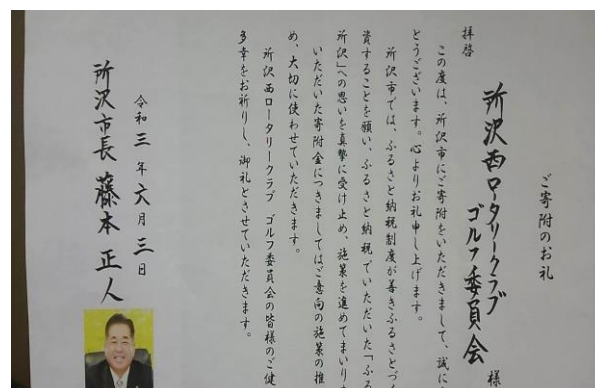 ご寄附のお礼
所沢西ロータリークラブ
ゴルフ委員会 様
拝啓
この度は、所沢市にご寄附をいただきまして、誠に
とうございます。心よりお礼申し上げます。
所沢市では、ふるさと納税制度が善きふるさとづ
資することを願い、ふるさと納税でいただいた「ふる
所沢」への思いを真摯に受け止め、施策を進めてまいりま
いただいた寄附金につきましてはご意向の施策の推
め、大切に使わせていただきます。
所沢西ロータリークラブ ゴルフ委員会の皆様のご健
多幸をお祈りし、御礼とさせていただきます。
令和三年六月三日
所沢市長 藤本正人